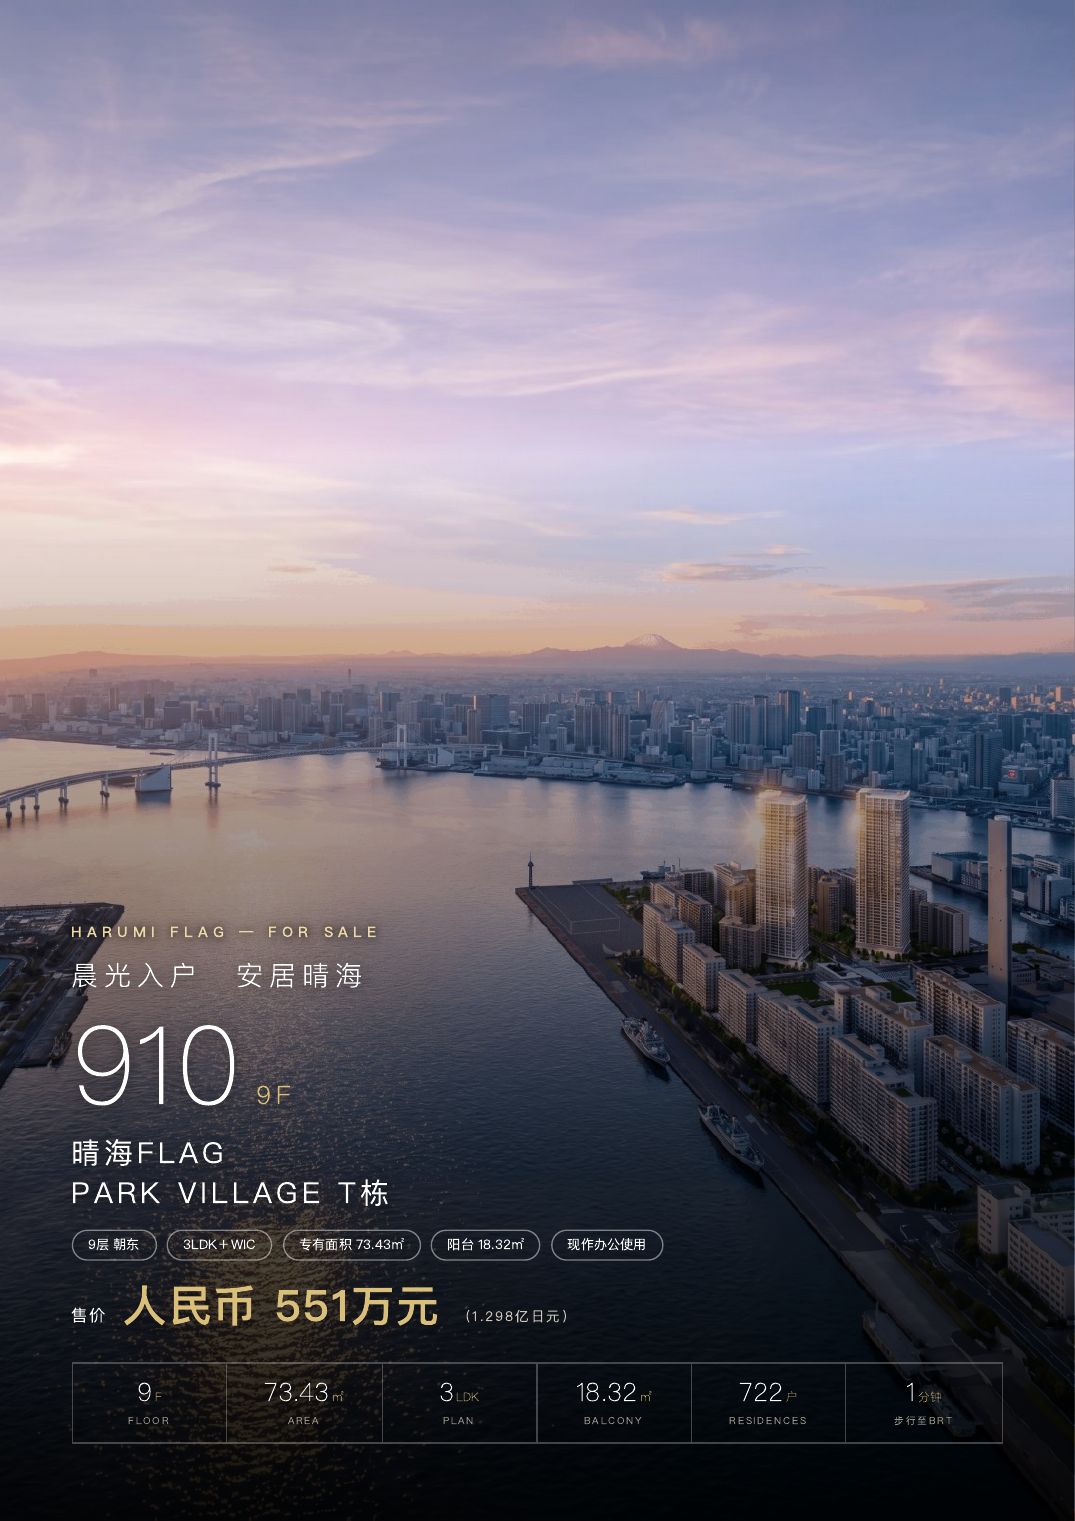 HARUMI FLAG — FOR SALE
晨光入户 安居晴海
910 9F
晴海FLAG
PARK VILLAGE T栋
9层 朝东 3LDK+WIC 专有面积 73.43㎡ 阳台 18.32㎡ 现作办公使用
售价 人民币 551万元 (1.298亿日元)
9F 73.43㎡ 3LDK 18.32㎡ 722户 1分钟
FLOOR AREA PLAN BALCONY RESIDENCES 步行至BRT